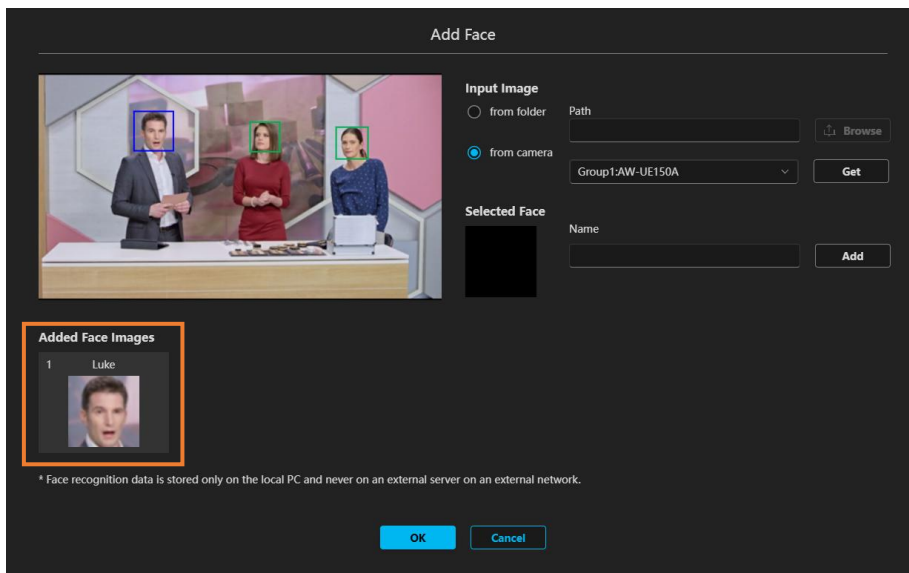 Add Face
Input Image
from folder
Path
Browse
from camera
Group1:AW-UE150A
Get
Selected Face
Name
Add
Added Face Images
1 Luke
* Face recognition data is stored only on the local PC and never on an external server on an external network.
OK
Cancel